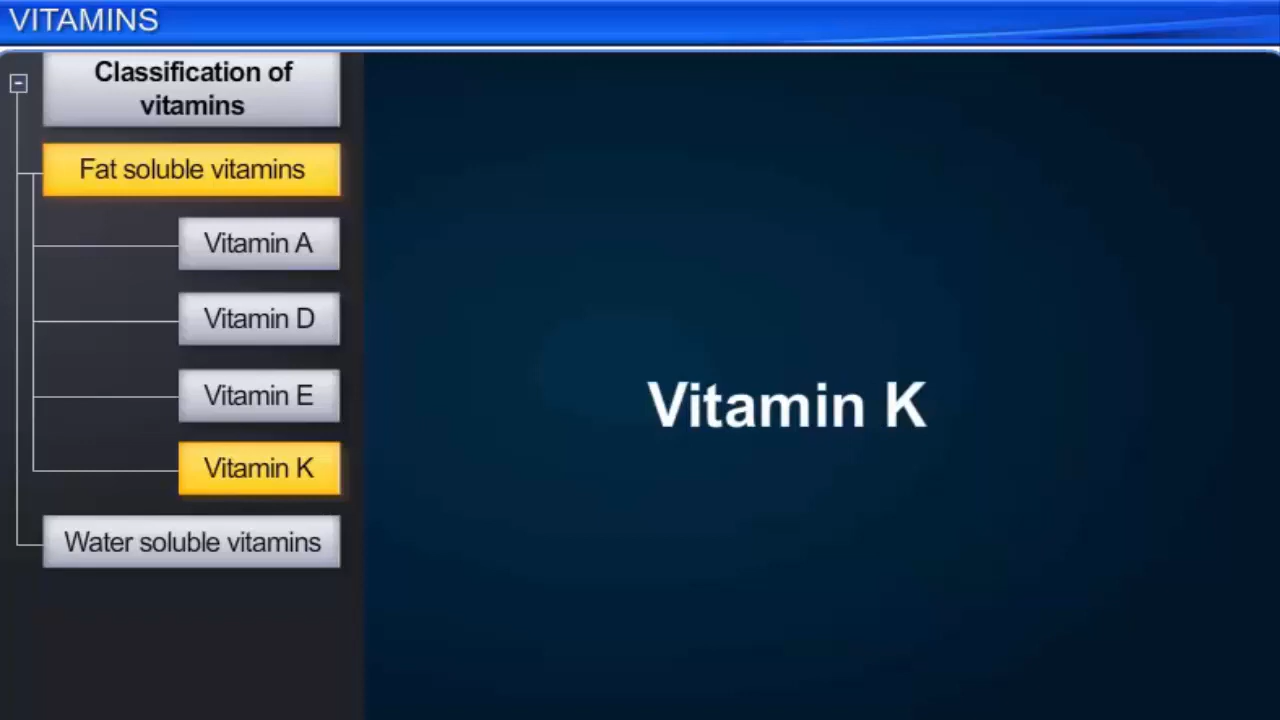 VITAMINS
Classification of
vitamins
Fat soluble vitamins
Vitamin A
Vitamin D
Vitamin E
Vitamin K
Water soluble vitamins
Vitamin K